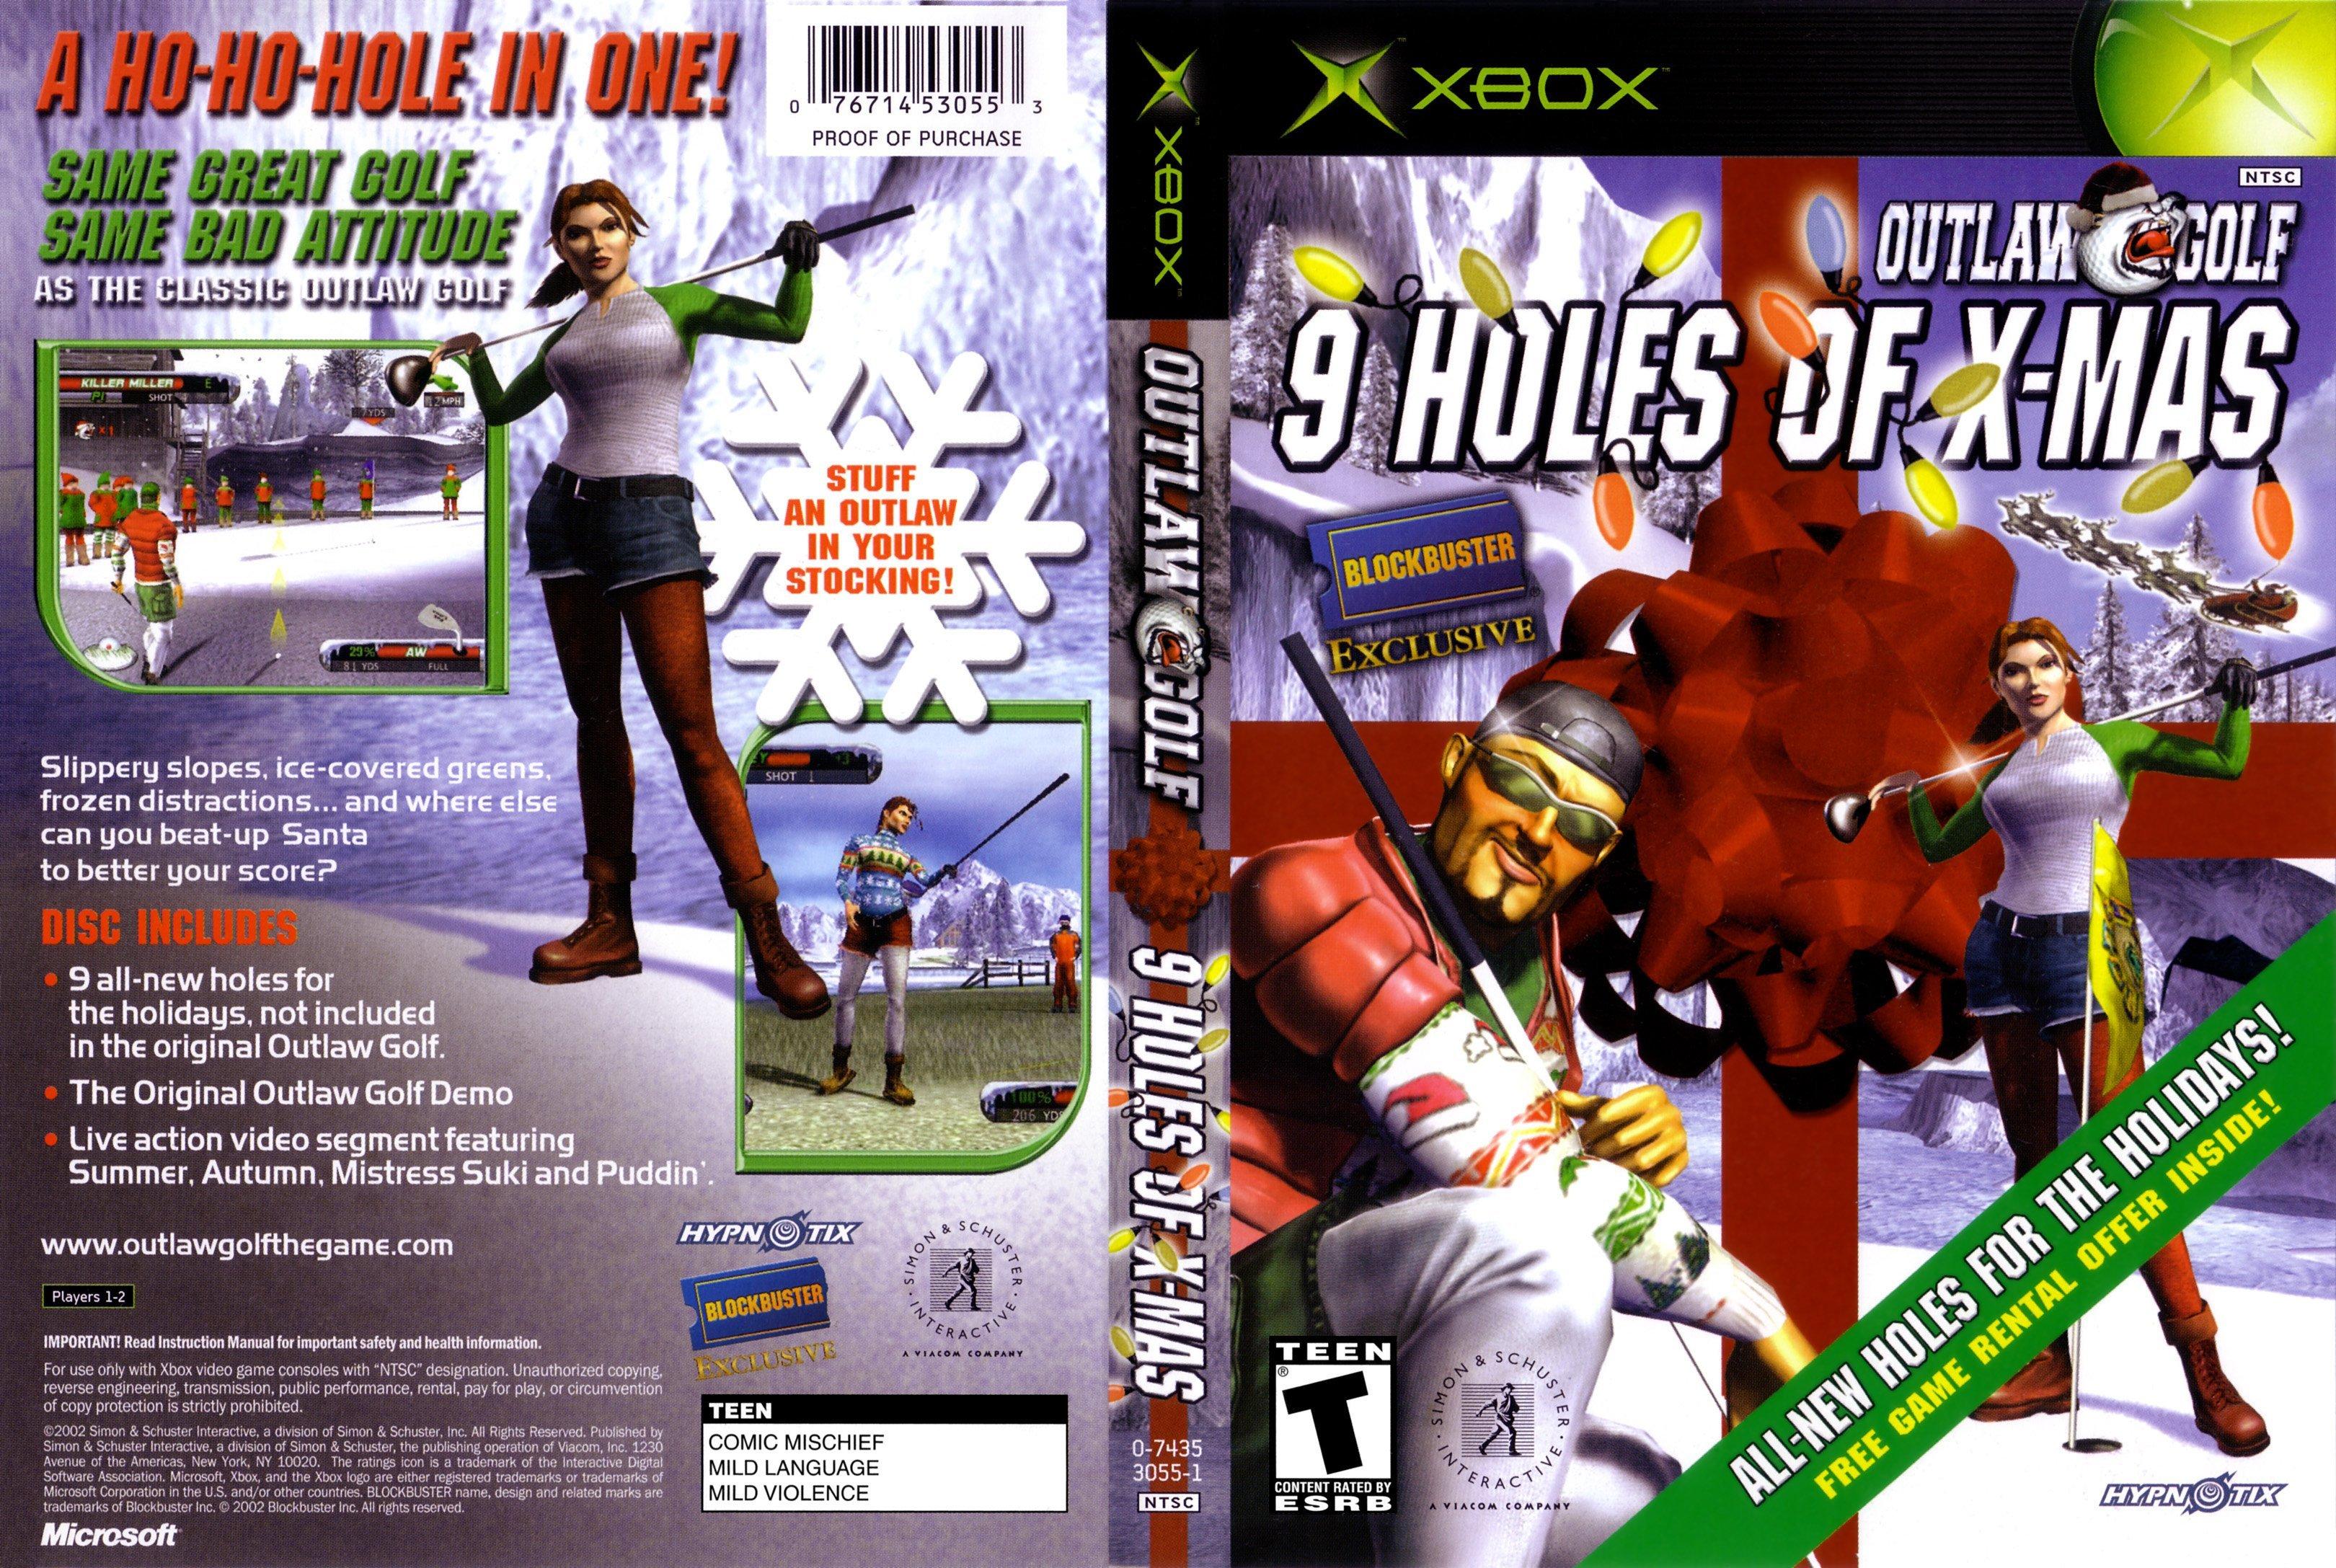 A HO-HO-HOLE IN ONE!
0 76714 53055 3
PROOF OF PURCHASE
SAME GREAT GOLF
SAME BAD ATTITUDE
AS THE CLASSIC OUTLAW GOLF
KILLER MILLER E
P1 SHOT
X 1
YDS
12 MPH
29% AW
81 YDS FULL
STUFF
AN OUTLAW
IN YOUR
STOCKING!
SHOT 1
100%
206 YDS
Slippery slopes, ice-covered greens,
frozen distractions... and where else
can you beat-up Santa
to better your score?
DISC INCLUDES
• 9 all-new holes for
the holidays, not included
in the original Outlaw Golf.
• The Original Outlaw Golf Demo
• Live action video segment featuring
Summer, Autumn, Mistress Suki and Puddin'.
www.outlawgolfthegame.com
Players 1-2
HYPNOTIX
BLOCKBUSTER
EXCLUSIVE
SIMON & SCHUSTER · INTERACTIVE ·
A VIACOM COMPANY
IMPORTANT! Read Instruction Manual for important safety and health information.
For use only with Xbox video game consoles with "NTSC" designation. Unauthorized copying,
reverse engineering, transmission, public performance, rental, pay for play, or circumvention
of copy protection is strictly prohibited.
©2002 Simon & Schuster Interactive, a division of Simon & Schuster, Inc. All Rights Reserved. Published by
Simon & Schuster Interactive, a division of Simon & Schuster, the publishing operation of Viacom, Inc. 1230
Avenue of the Americas, New York, NY 10020. The ratings icon is a trademark of the Interactive Digital
Software Association. Microsoft, Xbox, and the Xbox logo are either registered trademarks or trademarks of
Microsoft Corporation in the U.S. and/or other countries. BLOCKBUSTER name, design and related marks are
trademarks of Blockbuster Inc. © 2002 Blockbuster Inc. All rights reserved.
Microsoft
TEEN
COMIC MISCHIEF
MILD LANGUAGE
MILD VIOLENCE
XBOX
OUTLAW GOLF
9 HOLES OF X-MAS
0-7435
3055-1
NTSC
XBOX™
NTSC
OUTLAW GOLF
9 HOLES OF X-MAS
BLOCKBUSTER
EXCLUSIVE
ALL-NEW HOLES FOR THE HOLIDAYS!
FREE GAME RENTAL OFFER INSIDE!
TEEN
T
CONTENT RATED BY
ESRB
SIMON & SCHUSTER · INTERACTIVE ·
A VIACOM COMPANY
HYPNOTIX